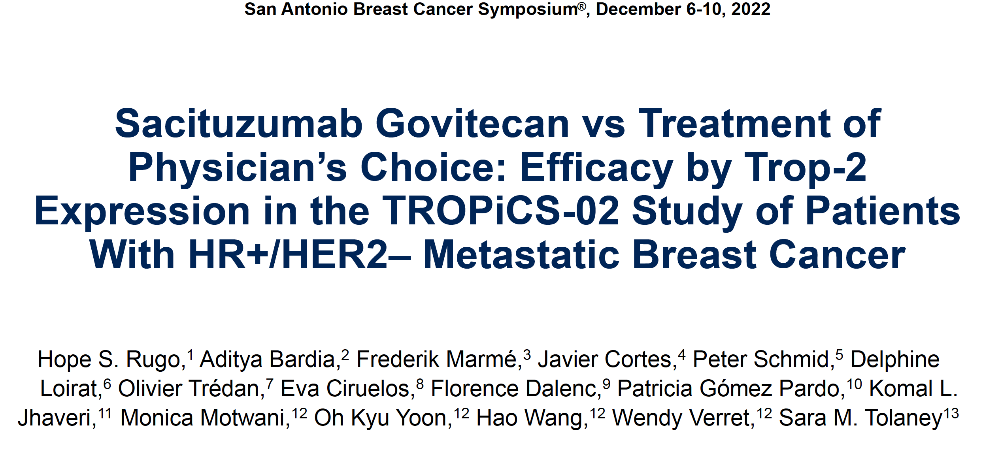 San Antonio Breast Cancer Symposium®, December 6-10, 2022
Sacituzumab Govitecan vs Treatment of
Physician’s Choice: Efficacy by Trop-2
Expression in the TROPiCS-02 Study of Patients
With HR+/HER2– Metastatic Breast Cancer
Hope S. Rugo,1 Aditya Bardia,2 Frederik Marmé,3 Javier Cortes,4 Peter Schmid,5 Delphine
Loirat,6 Olivier Trédan,7 Eva Ciruelos,8 Florence Dalenc,9 Patricia Gómez Pardo,10 Komal L.
Jhaveri,11 Monica Motwani,12 Oh Kyu Yoon,12 Hao Wang,12 Wendy Verret,12 Sara M. Tolaney13